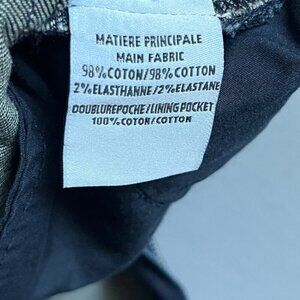 MATIERE PRINCIPALE
MAIN FABRIC
98% COTON/98% COTTON
2% ELASTHANNE/2% ELASTANE
DOUBLUREPOCHE/LINING POCKET
100% COTON/COTTON